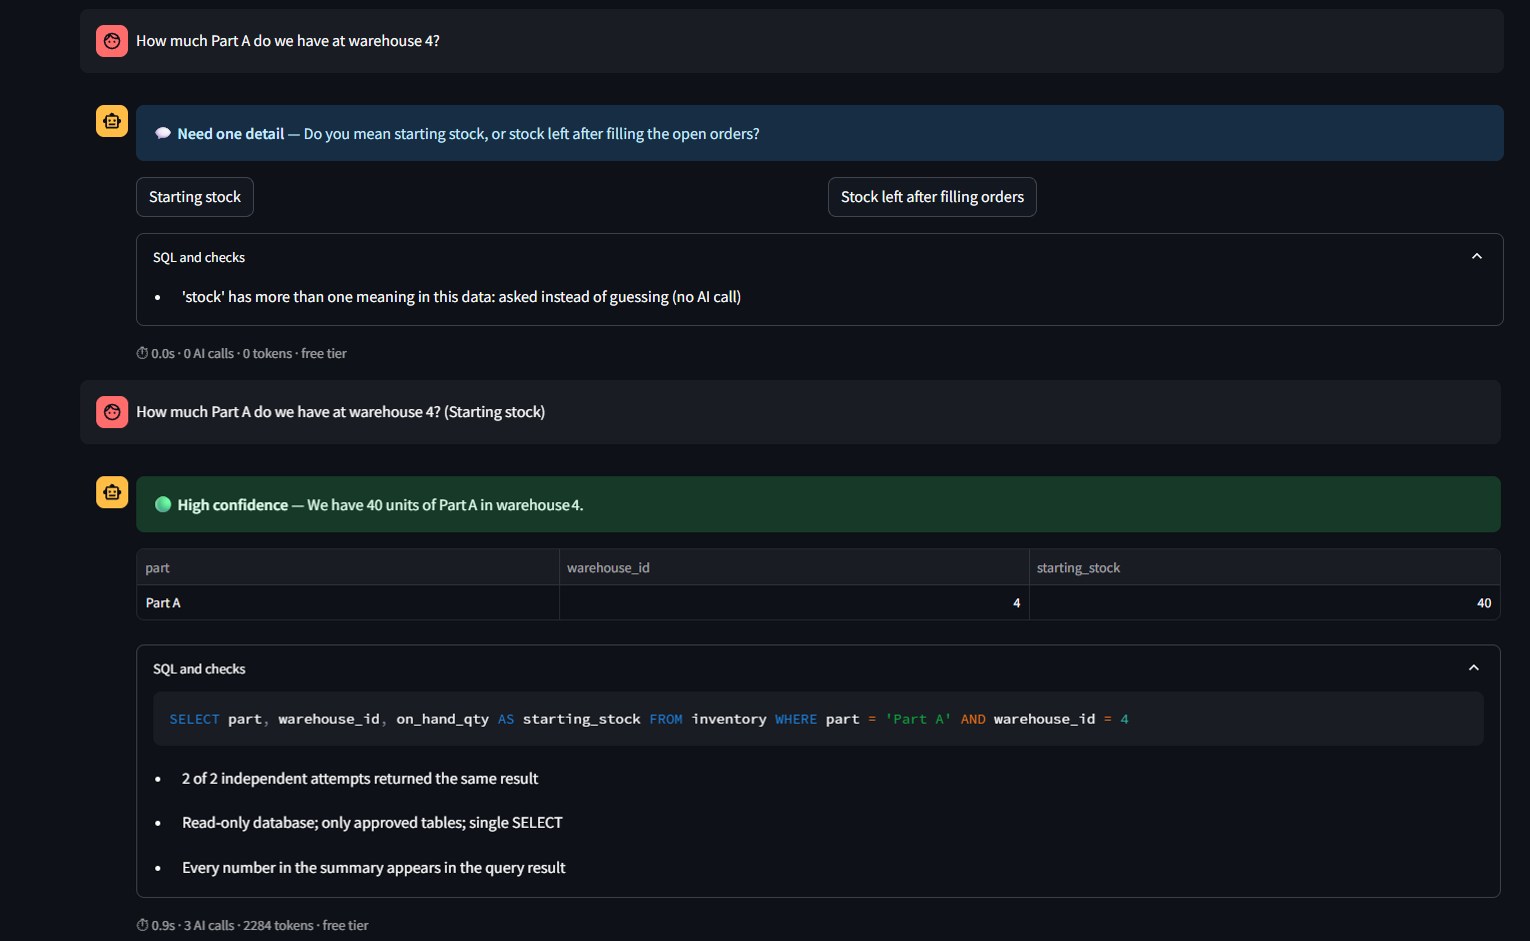 How much Part A do we have at warehouse 4?
Need one detail — Do you mean starting stock, or stock left after filling the open orders?
Starting stock
Stock left after filling orders
SQL and checks
• 'stock' has more than one meaning in this data: asked instead of guessing (no AI call)
⏱ 0.0s · 0 AI calls · 0 tokens · free tier
How much Part A do we have at warehouse 4? (Starting stock)
High confidence — We have 40 units of Part A in warehouse 4.
part warehouse_id starting_stock
Part A 4 40
SQL and checks
SELECT part, warehouse_id, on_hand_qty AS starting_stock FROM inventory WHERE part = 'Part A' AND warehouse_id = 4
• 2 of 2 independent attempts returned the same result
• Read-only database; only approved tables; single SELECT
• Every number in the summary appears in the query result
⏱ 0.9s · 3 AI calls · 2284 tokens · free tier